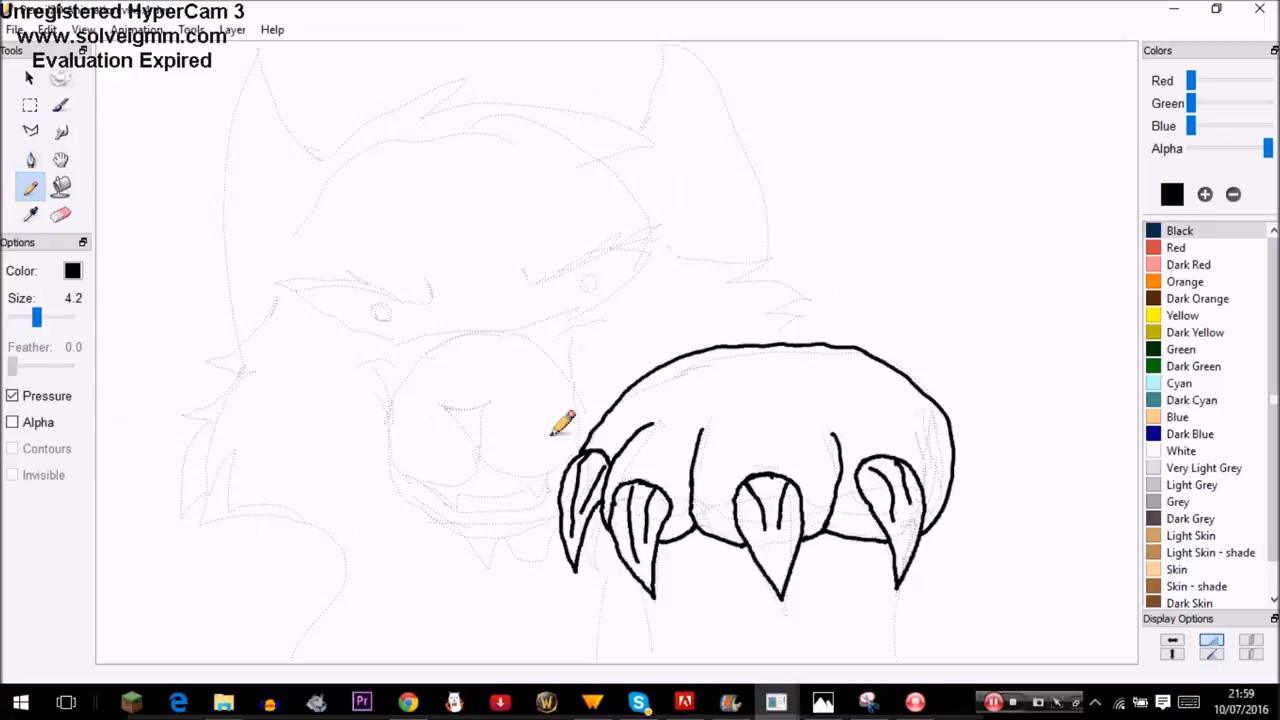 Unregistered HyperCam 3
www.solveigmm.com
Evaluation Expired
File Edit View Animation Tools Layer Help
Tools
Options
Color:
Size: 4.2
Feather: 0.0
Pressure
Alpha
Contours
Invisible
Colors
Red
Green
Blue
Alpha
Black
Red
Dark Red
Orange
Dark Orange
Yellow
Dark Yellow
Green
Dark Green
Cyan
Dark Cyan
Blue
Dark Blue
White
Very Light Grey
Light Grey
Grey
Dark Grey
Light Skin
Light Skin - shade
Skin
Skin - shade
Dark Skin
Display Options
Pr
21:59
10/07/2016